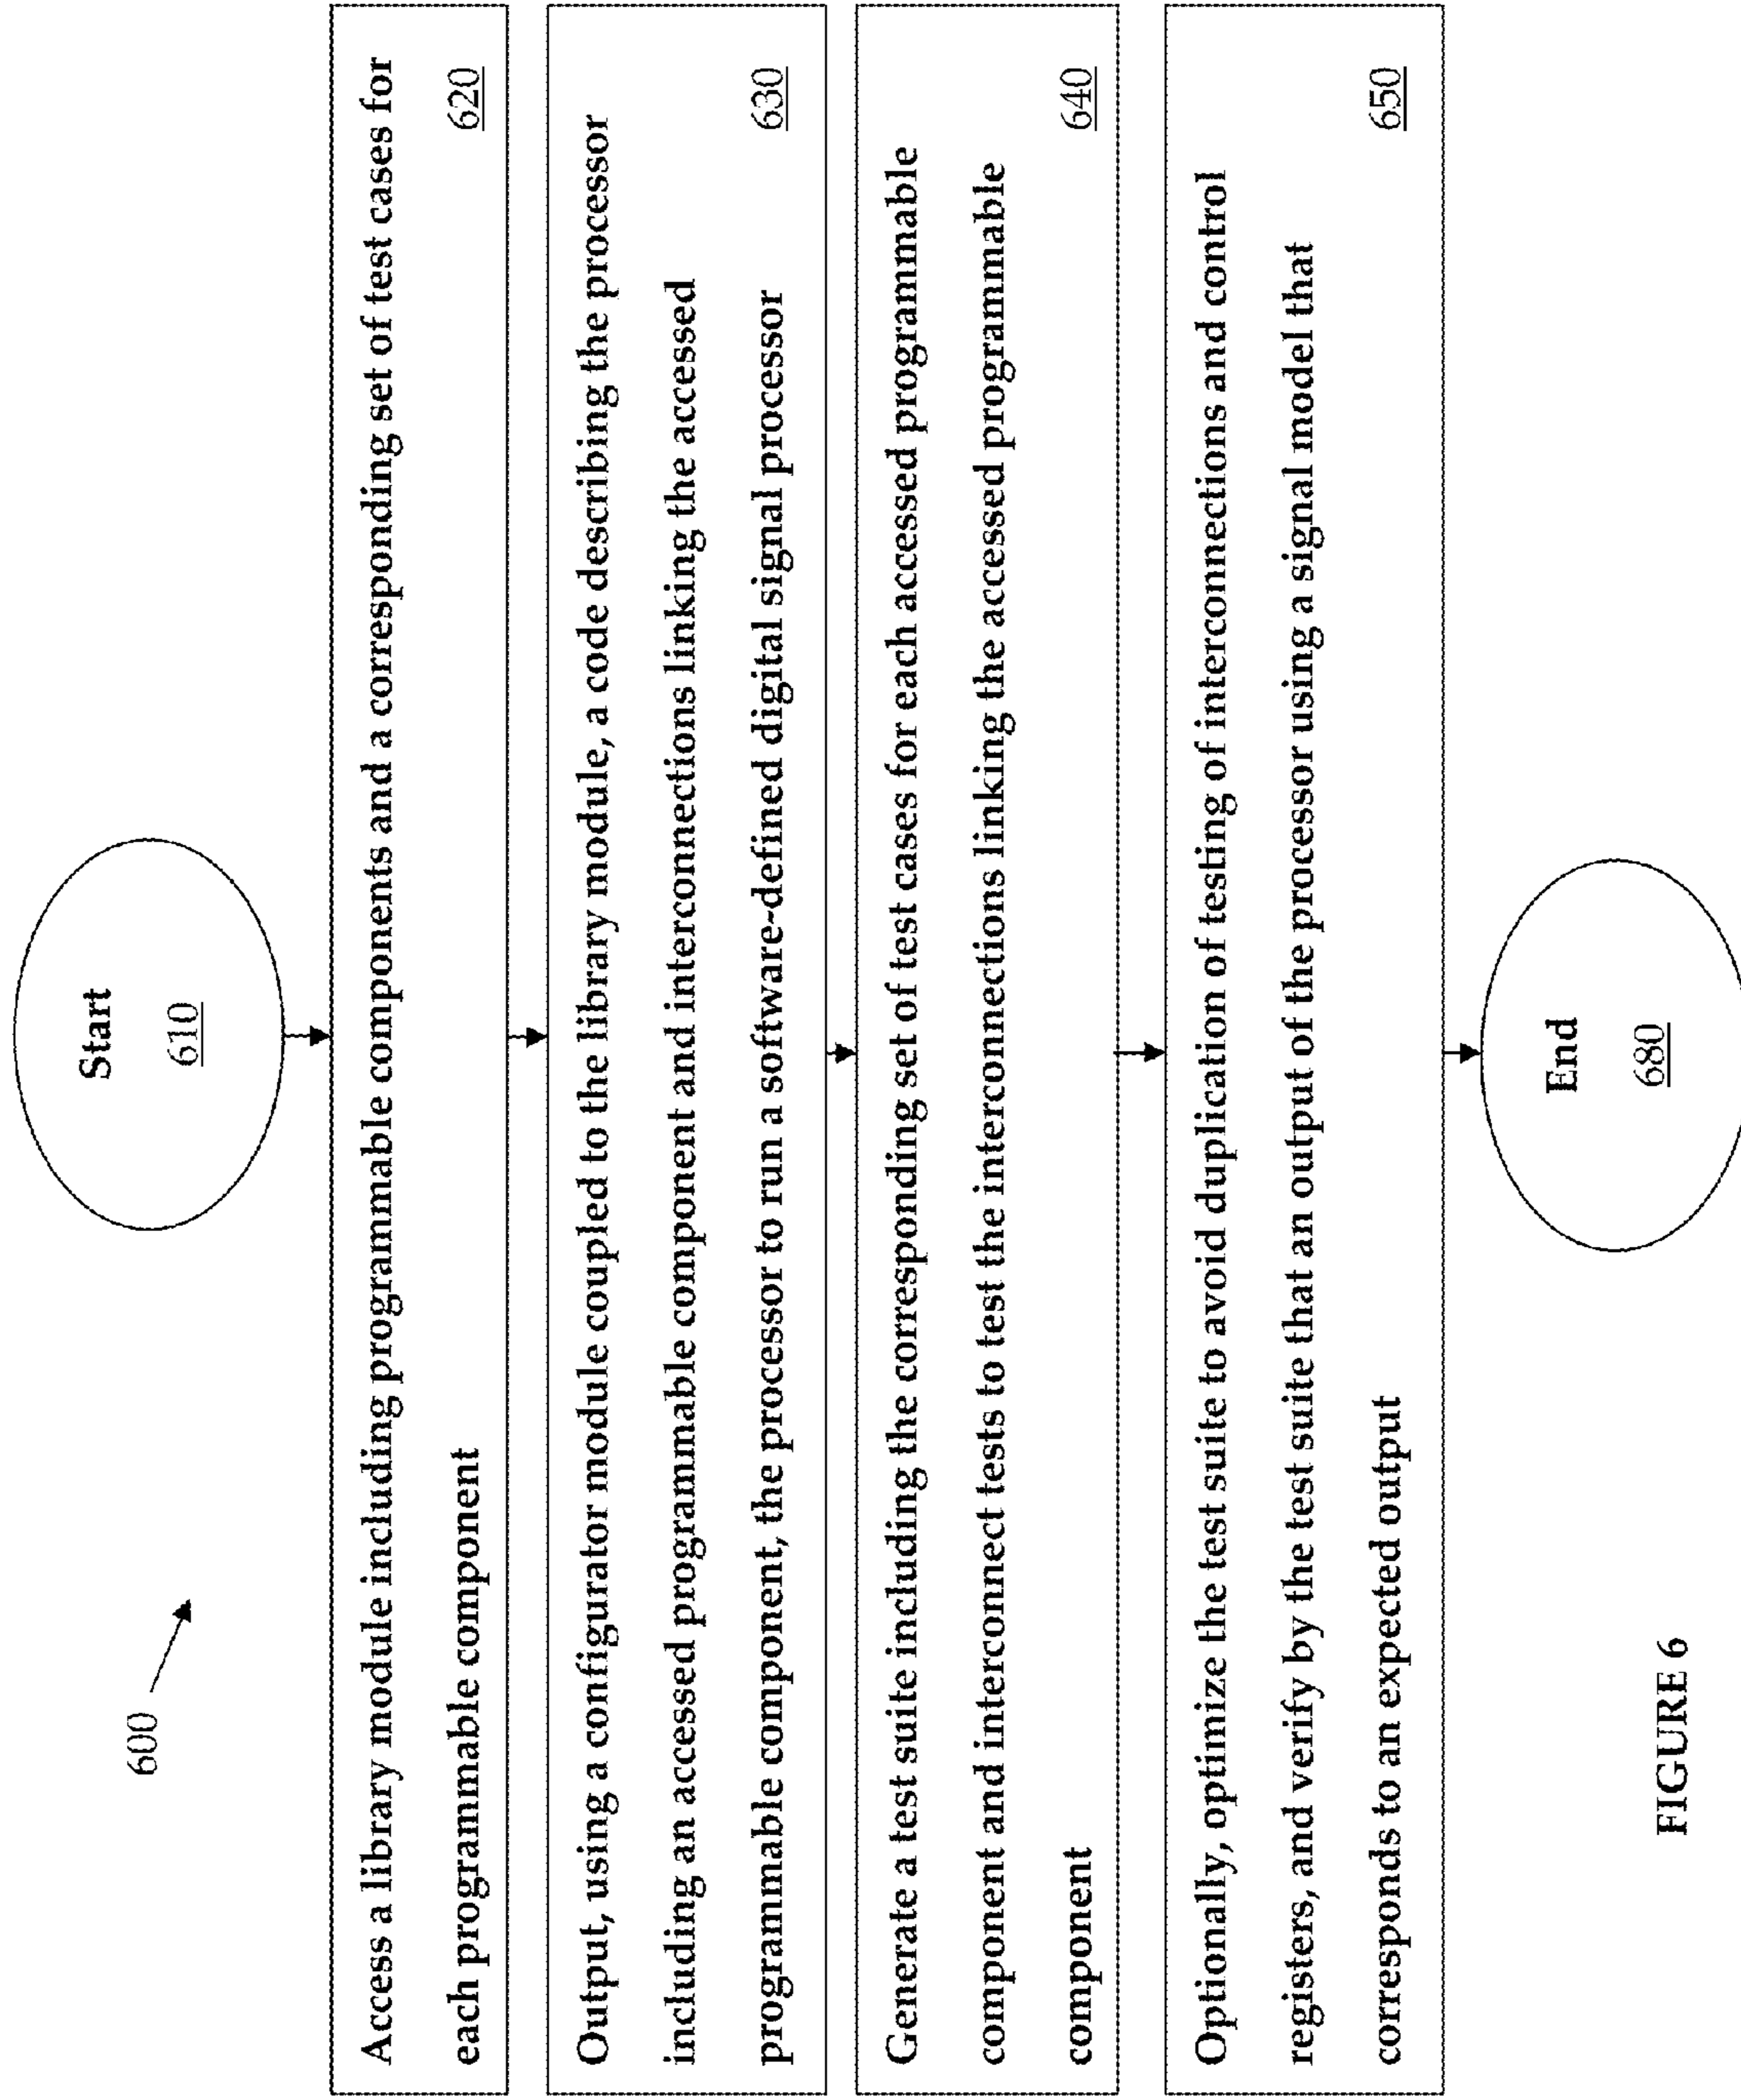 600
Start
610
Access a library module including programmable components and a corresponding set of test cases for
each programmable component
620
Output, using a configurator module coupled to the library module, a code describing the processor
including an accessed programmable component and interconnections linking the accessed
programmable component, the processor to run a software-defined digital signal processor
630
Generate a test suite including the corresponding set of test cases for each accessed programmable
component and interconnect tests to test the interconnections linking the accessed programmable
component
640
Optionally, optimize the test suite to avoid duplication of testing of interconnections and control
registers, and verify by the test suite that an output of the processor using a signal model that
corresponds to an expected output
650
End
680
FIGURE 6